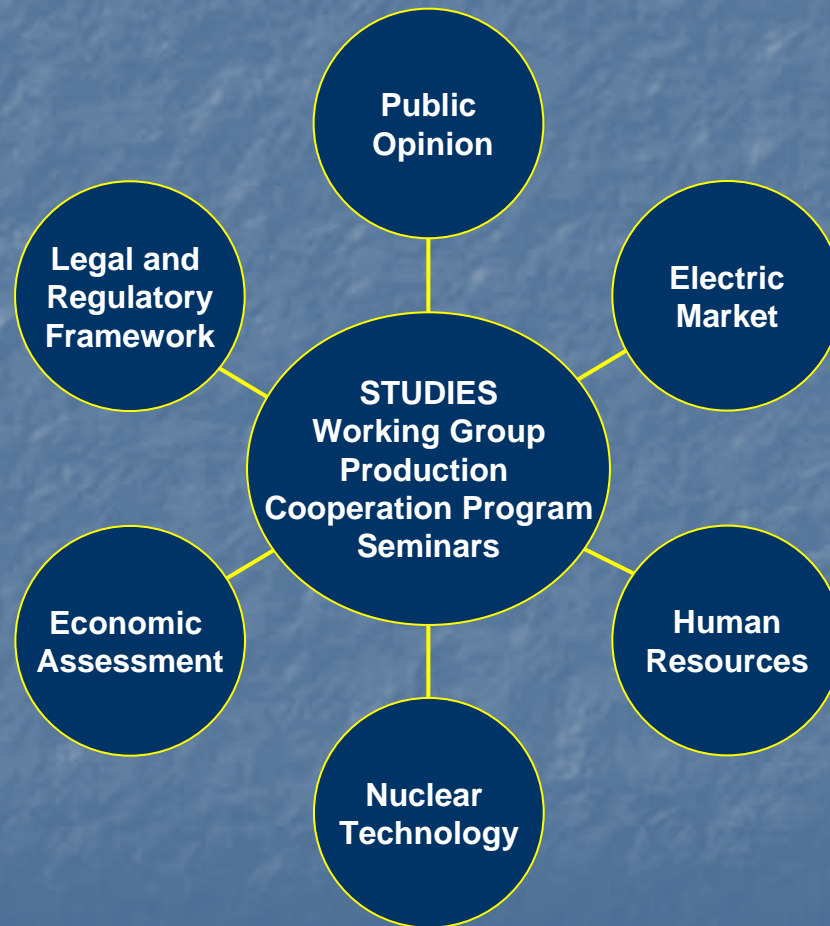 Public
Opinion
Legal and
Regulatory
Framework
Electric
Market
STUDIES
Working Group
Production
Cooperation Program
Seminars
Economic
Assessment
Human
Resources
Nuclear
Technology